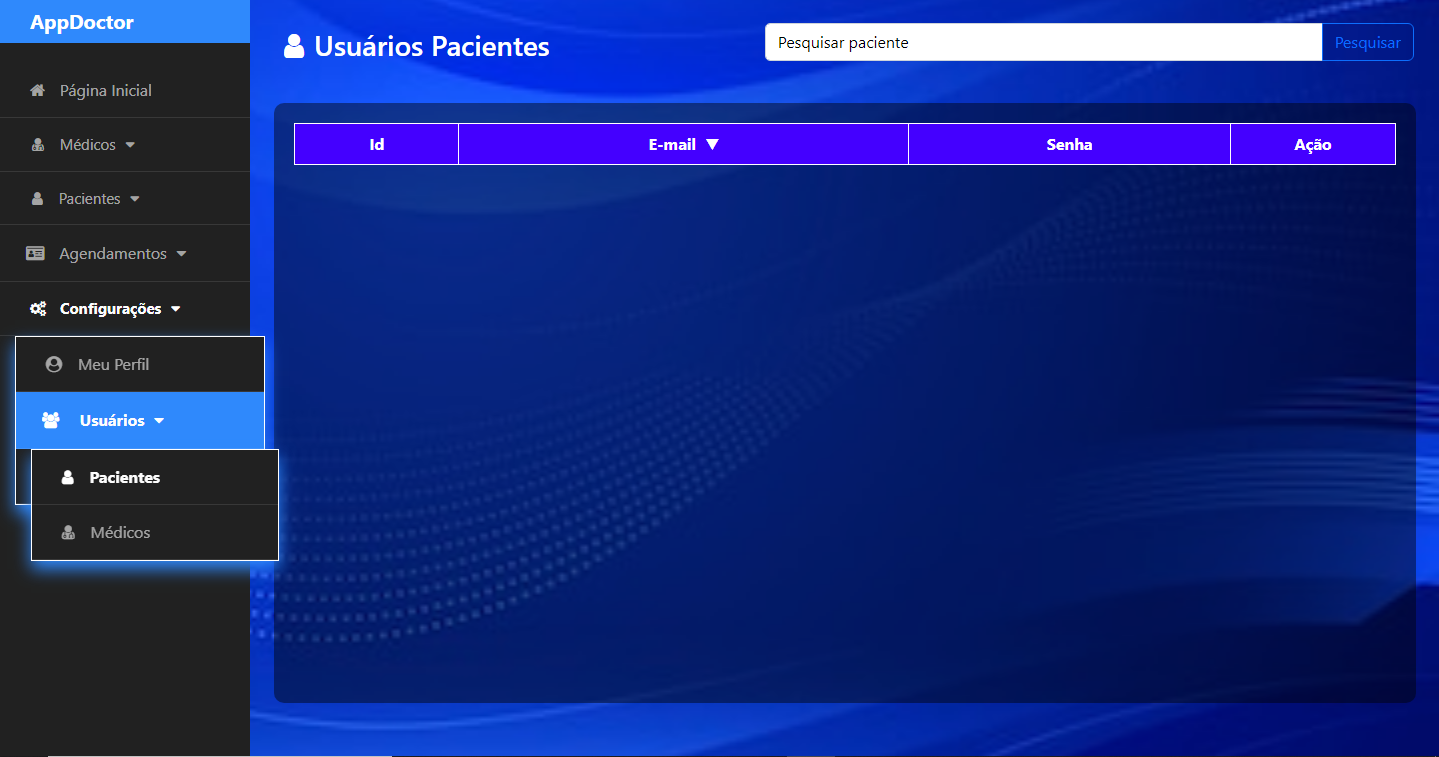 AppDoctor
Página Inicial
Médicos
Pacientes
Agendamentos
Configurações
Meu Perfil
Usuários
Pacientes
Médicos
Usuários Pacientes
Pesquisar paciente
Pesquisar
Id
E-mail ▼
Senha
Ação